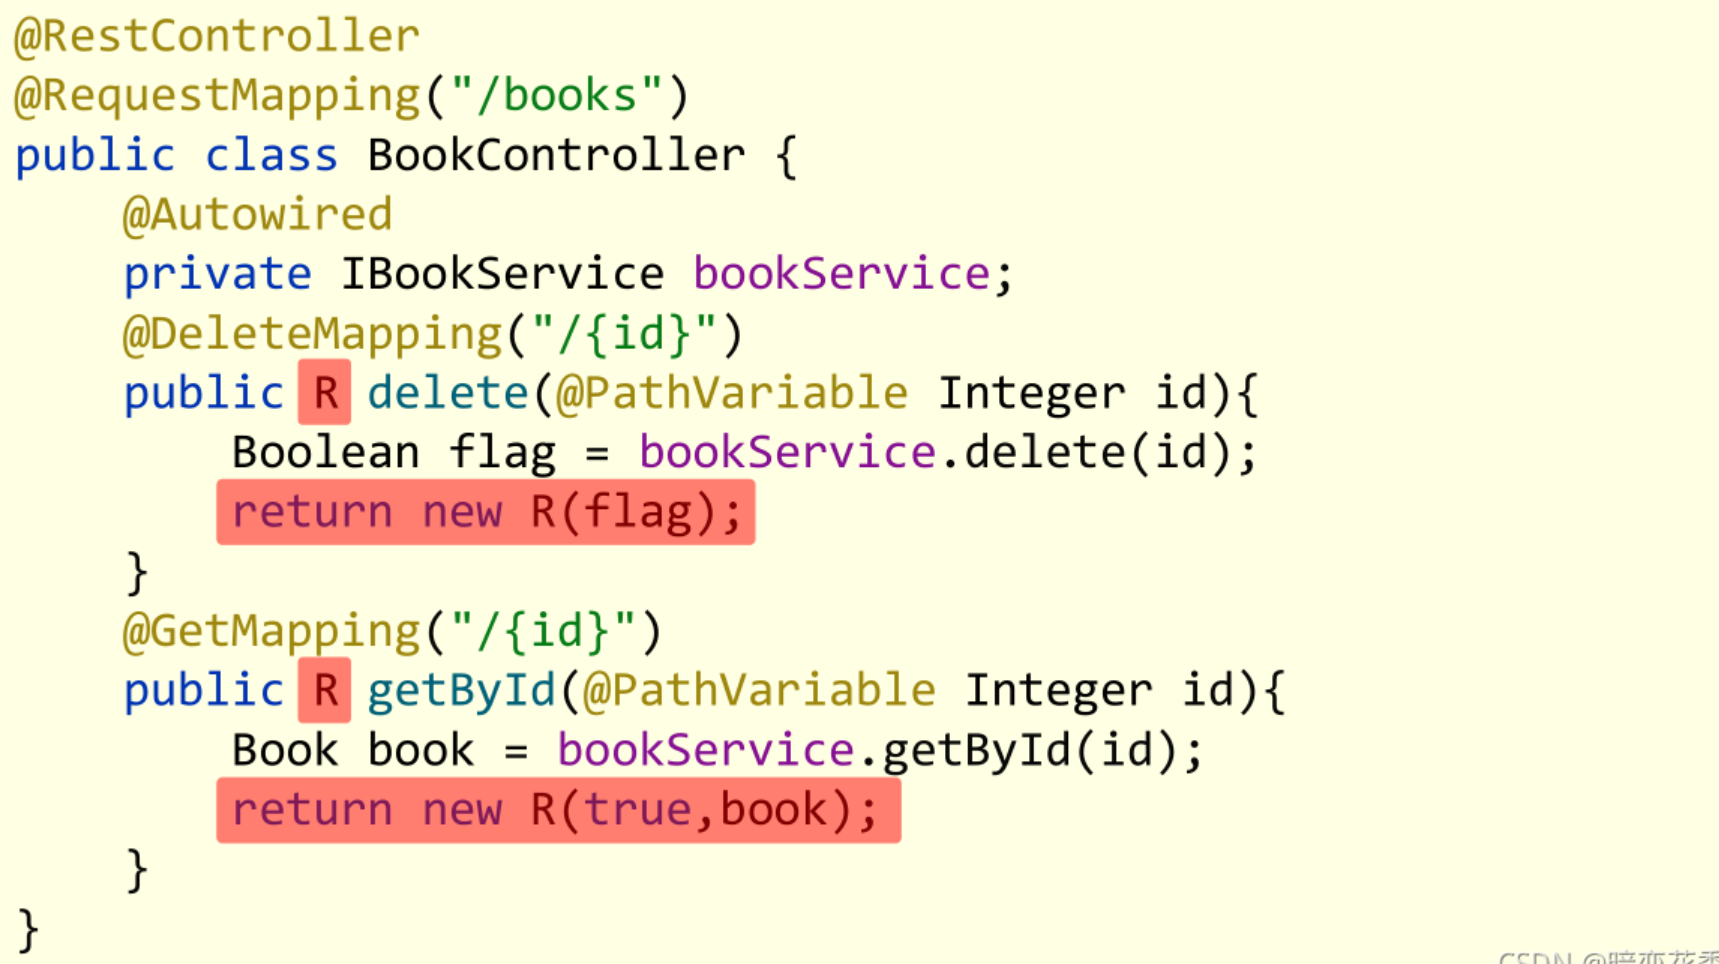 @RestController
@RequestMapping("/books")
public class BookController {
@Autowired
private IBookService bookService;
@DeleteMapping("/{id}")
public R delete(@PathVariable Integer id){
Boolean flag = bookService.delete(id);
return new R(flag);
}
@GetMapping("/{id}")
public R getById(@PathVariable Integer id){
Book book = bookService.getById(id);
return new R(true,book);
}
}
CSDN